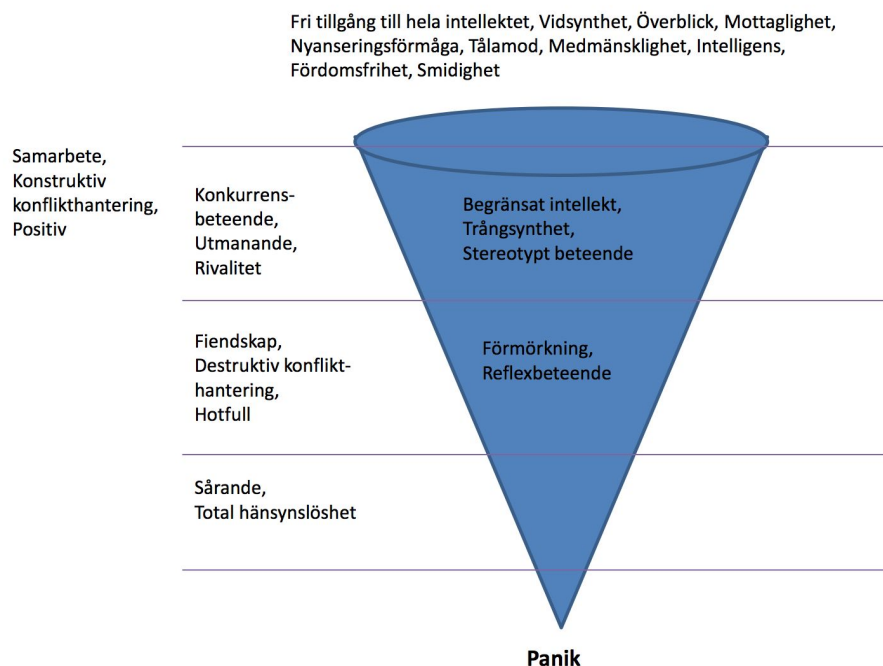 Fri tillgång till hela intellektet, Vidsynthet, Överblick, Mottaglighet,
Nyanseringsförmåga, Tålamod, Medmänsklighet, Intelligens,
Fördomsfrihet, Smidighet
Samarbete,
Konstruktiv
konflikthantering,
Positiv
Konkurrens-
beteende,
Utmanande,
Rivalitet
Begränsat intellekt,
Trångsynthet,
Stereotypt beteende
Fiendskap,
Destruktiv konflikt-
hantering,
Hotfull
Förmörkning,
Reflexbeteende
Sårande,
Total hänsynslöshet
Panik